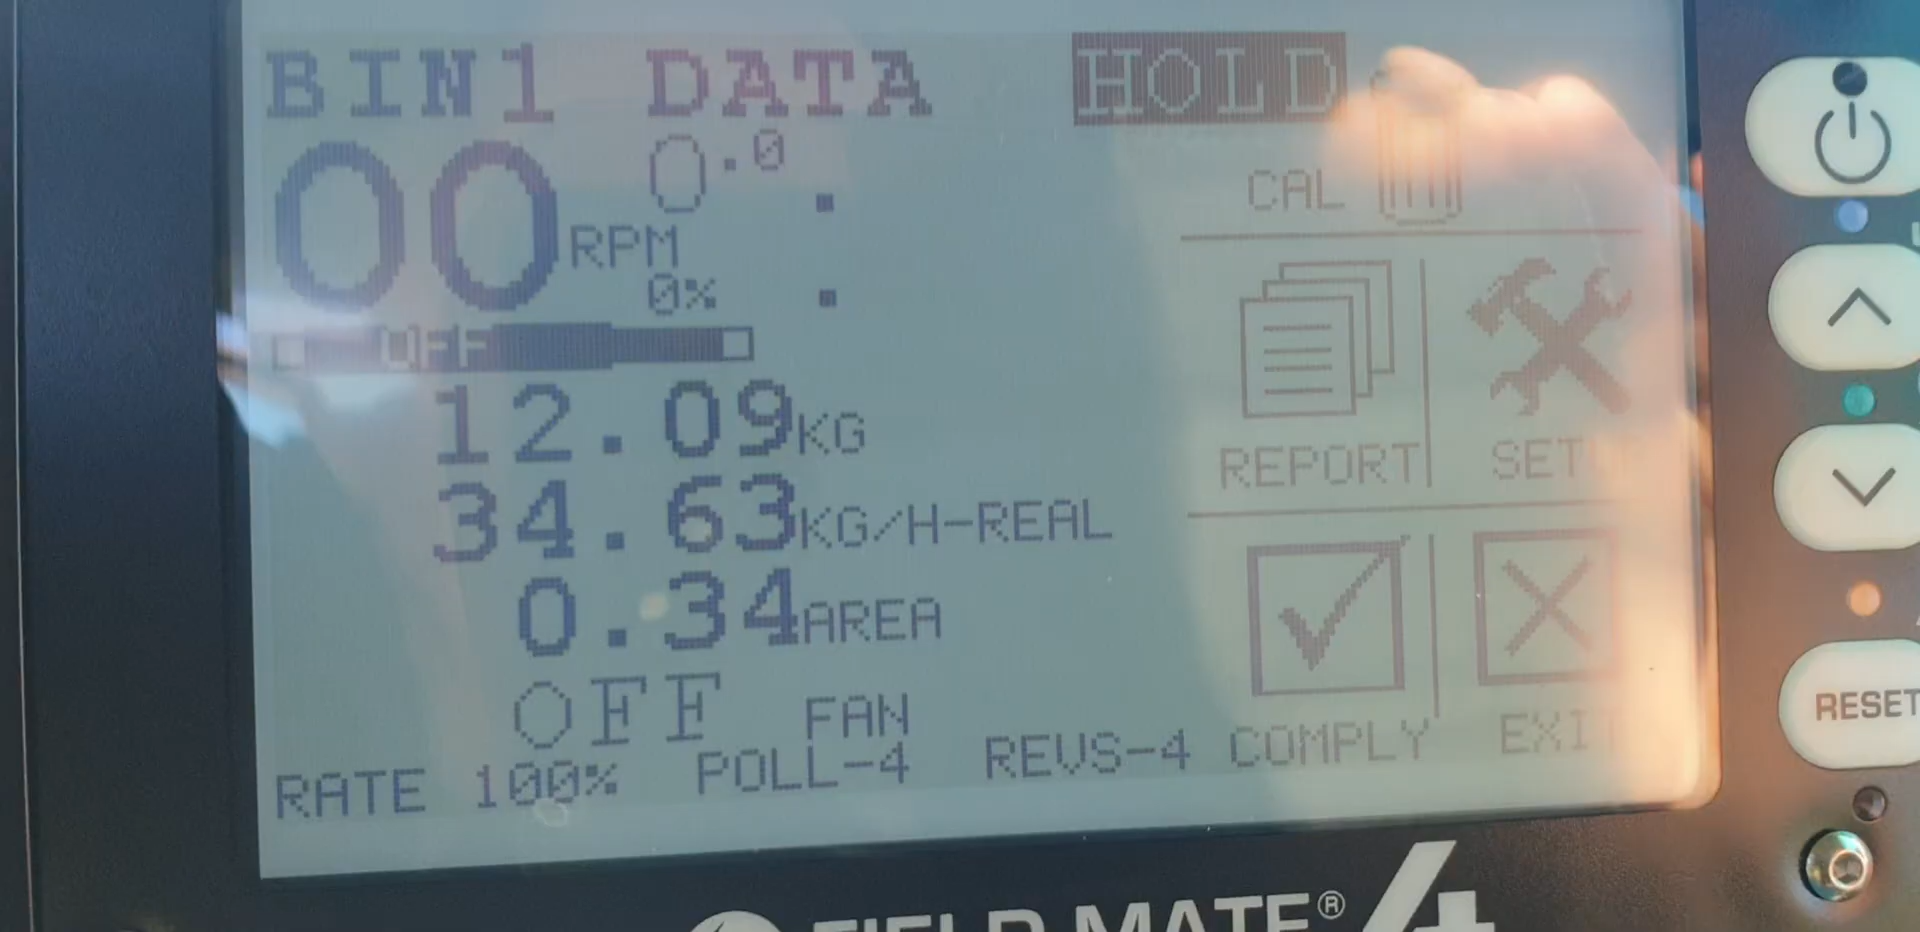 BIN1 DATA HOLD
0.0
CAL
00 RPM
0%
OFF
12.09KG
34.63KG/H-REAL
REPORT
0.34AREA
OFF FAN
RATE 100% POLL-4 REVS-4 COMPLY EXIT
RESET
FIELD MATE® 4